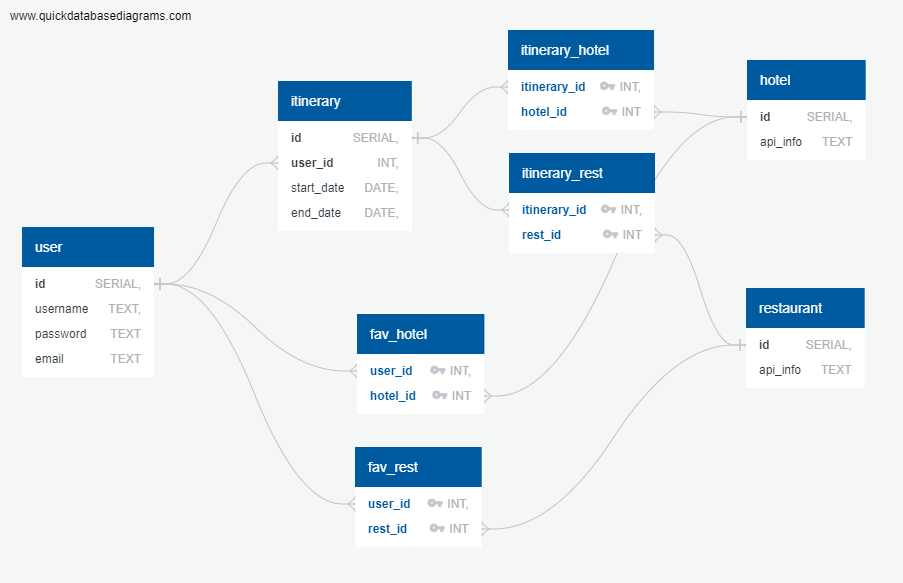 www.quickdatabasediagrams.com
itinerary_hotel
itinerary_id INT,
hotel_id INT
hotel
id SERIAL,
api_info TEXT
itinerary
id SERIAL,
user_id INT,
start_date DATE,
end_date DATE,
itinerary_rest
itinerary_id INT,
rest_id INT
user
id SERIAL,
username TEXT,
password TEXT
email TEXT
restaurant
id SERIAL,
api_info TEXT
fav_hotel
user_id INT,
hotel_id INT
fav_rest
user_id INT,
rest_id INT